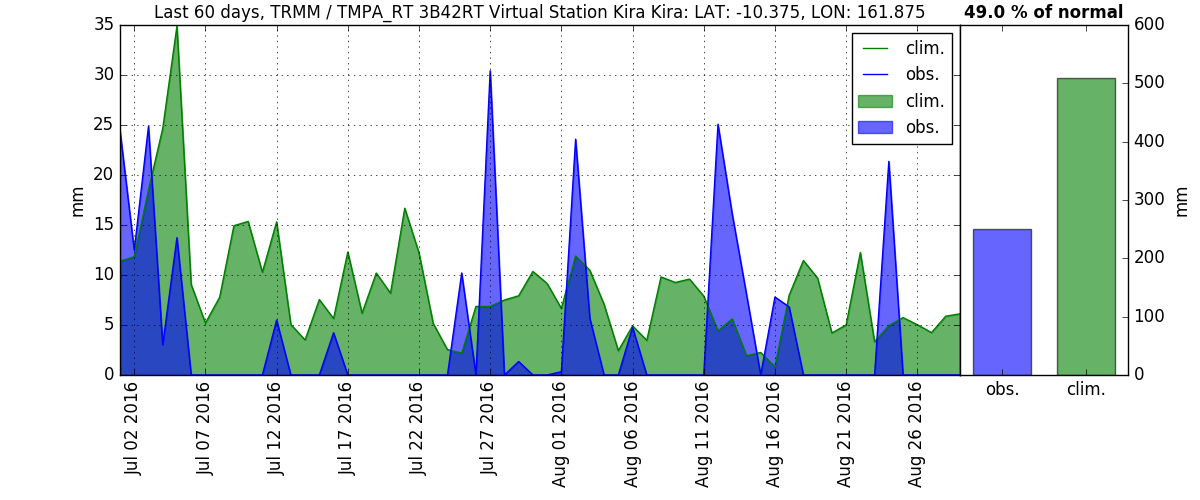 Last 60 days, TRMM / TMPA_RT 3B42RT Virtual Station Kira Kira: LAT: -10.375, LON: 161.875
49.0 % of normal
35
30
25
20
15
10
5
0
mm
clim.
obs.
clim.
obs.
600
500
400
300
200
100
0
mm
Jul 02 2016
Jul 07 2016
Jul 12 2016
Jul 17 2016
Jul 22 2016
Jul 27 2016
Aug 01 2016
Aug 06 2016
Aug 11 2016
Aug 16 2016
Aug 21 2016
Aug 26 2016
obs.
clim.